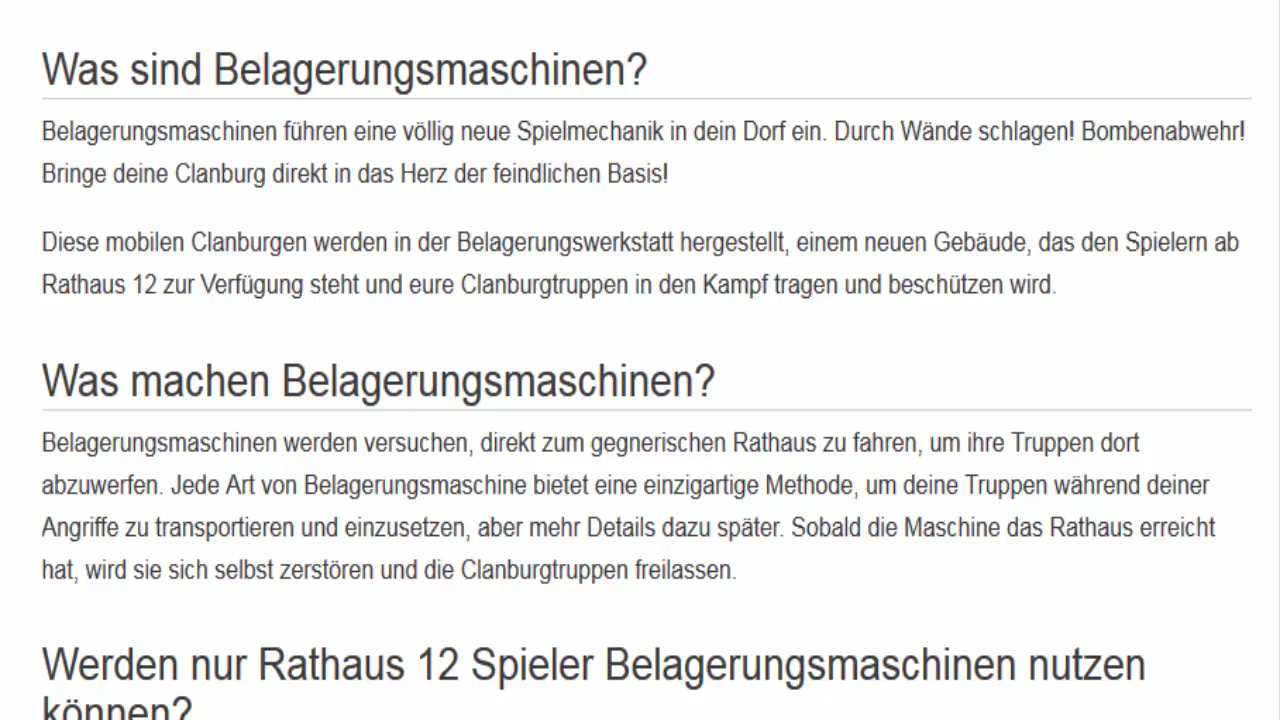 Was sind Belagerungsmaschinen?
Belagerungsmaschinen führen eine völlig neue Spielmechanik in dein Dorf ein. Durch Wände schlagen! Bombenabwehr!
Bringe deine Clanburg direkt in das Herz der feindlichen Basis!
Diese mobilen Clanburgen werden in der Belagerungswerkstatt hergestellt, einem neuen Gebäude, das den Spielern ab
Rathaus 12 zur Verfügung steht und eure Clanburgtruppen in den Kampf tragen und beschützen wird.
Was machen Belagerungsmaschinen?
Belagerungsmaschinen werden versuchen, direkt zum gegnerischen Rathaus zu fahren, um ihre Truppen dort
abzuwerfen. Jede Art von Belagerungsmaschine bietet eine einzigartige Methode, um deine Truppen während deiner
Angriffe zu transportieren und einzusetzen, aber mehr Details dazu später. Sobald die Maschine das Rathaus erreicht
hat, wird sie sich selbst zerstören und die Clanburgtruppen freilassen.
Werden nur Rathaus 12 Spieler Belagerungsmaschinen nutzen
können?